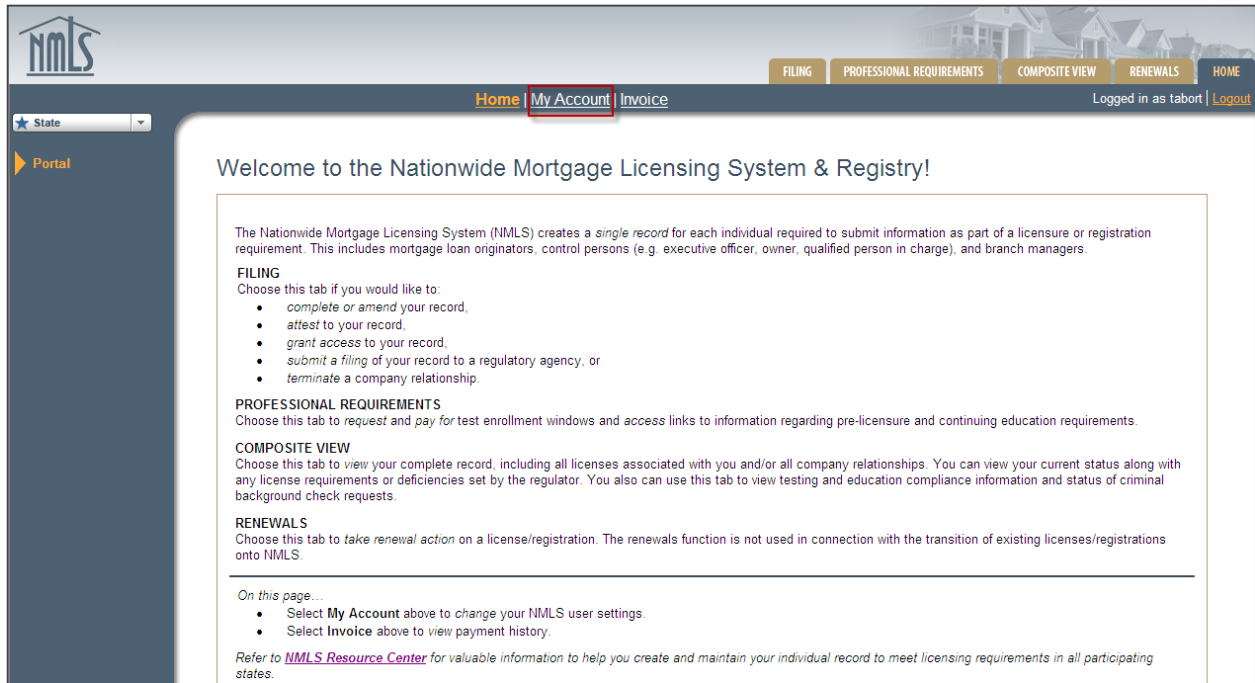 NMLS
FILING
PROFESSIONAL REQUIREMENTS
COMPOSITE VIEW
RENEWALS
HOME
Home | My Account | Invoice
Logged in as tabort | Logout
State
Portal
Welcome to the Nationwide Mortgage Licensing System & Registry!
The Nationwide Mortgage Licensing System (NMLS) creates a single record for each individual required to submit information as part of a licensure or registration
requirement. This includes mortgage loan originators, control persons (e.g. executive officer, owner, qualified person in charge), and branch managers.
FILING
Choose this tab if you would like to:
• complete or amend your record,
• attest to your record,
• grant access to your record,
• submit a filing of your record to a regulatory agency, or
• terminate a company relationship.
PROFESSIONAL REQUIREMENTS
Choose this tab to request and pay for test enrollment windows and access links to information regarding pre-licensure and continuing education requirements.
COMPOSITE VIEW
Choose this tab to view your complete record, including all licenses associated with you and/or all company relationships. You can view your current status along with
any license requirements or deficiencies set by the regulator. You also can use this tab to view testing and education compliance information and status of criminal
background check requests.
RENEWALS
Choose this tab to take renewal action on a license/registration. The renewals function is not used in connection with the transition of existing licenses/registrations
onto NMLS.
On this page...
• Select My Account above to change your NMLS user settings.
• Select Invoice above to view payment history.
Refer to NMLS Resource Center for valuable information to help you create and maintain your individual record to meet licensing requirements in all participating
states.